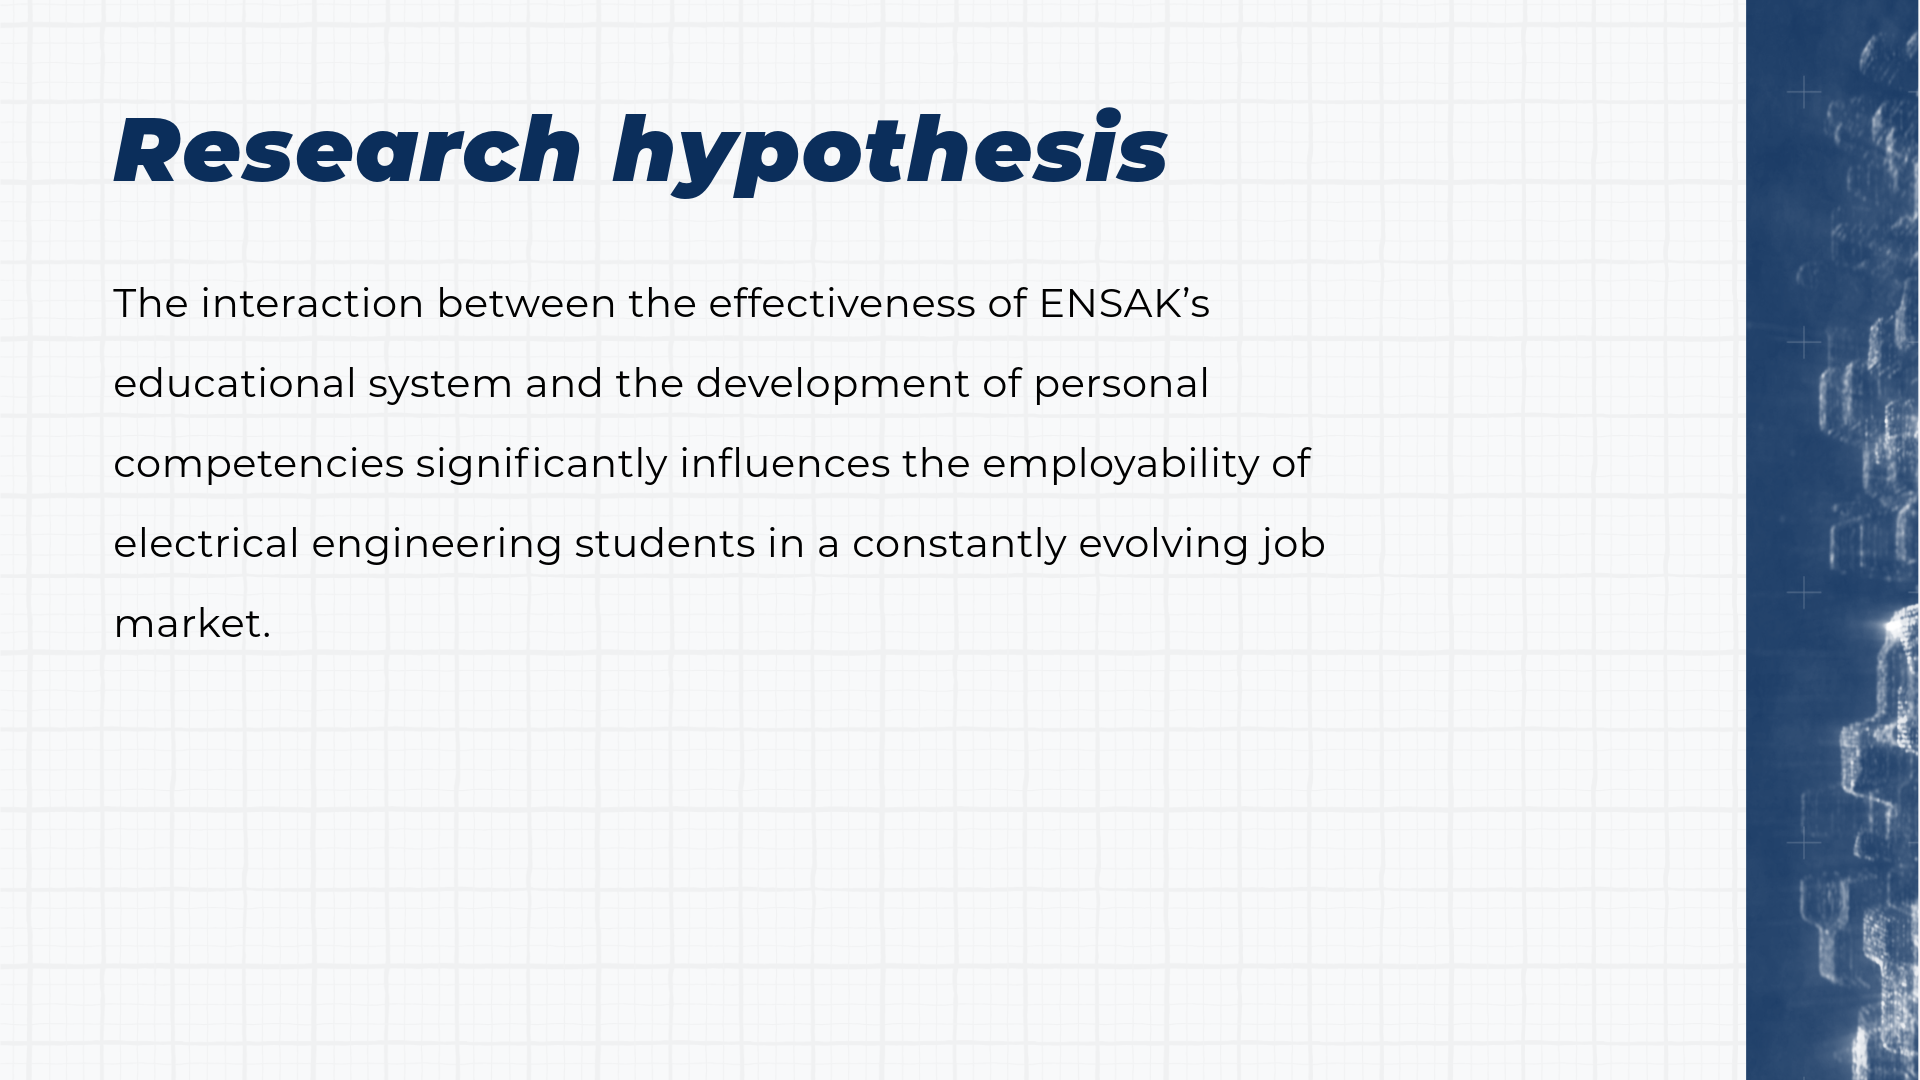 Research hypothesis
The interaction between the effectiveness of ENSAK’s
educational system and the development of personal
competencies significantly influences the employability of
electrical engineering students in a constantly evolving job
market.